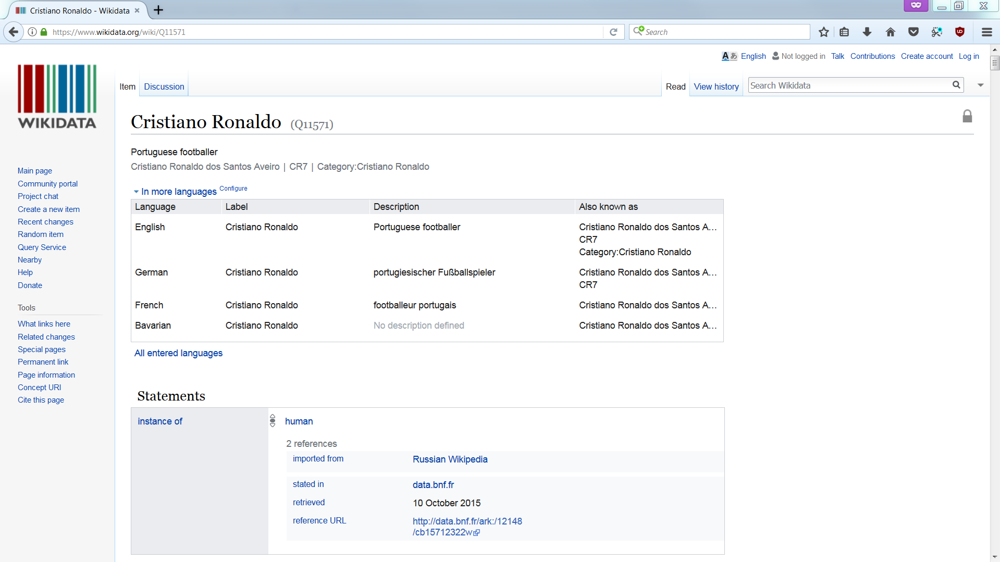 Cristiano Ronaldo - Wikidata
https://www.wikidata.org/wiki/Q11571
Search
English Not logged in Talk Contributions Create account Log in
WIKIDATA
Item Discussion Read View history Search Wikidata
Cristiano Ronaldo (Q11571)
Portuguese footballer
Cristiano Ronaldo dos Santos Aveiro | CR7 | Category:Cristiano Ronaldo
In more languages Configure
Language Label Description Also known as
English Cristiano Ronaldo Portuguese footballer Cristiano Ronaldo dos Santos A…
CR7
Category:Cristiano Ronaldo
German Cristiano Ronaldo portugiesischer Fußballspieler Cristiano Ronaldo dos Santos A…
CR7
French Cristiano Ronaldo footballeur portugais Cristiano Ronaldo dos Santos A…
Bavarian Cristiano Ronaldo No description defined Cristiano Ronaldo dos Santos A…
All entered languages
Main page
Community portal
Project chat
Create a new item
Recent changes
Random item
Query Service
Nearby
Help
Donate
Tools
What links here
Related changes
Special pages
Permanent link
Page information
Concept URI
Cite this page
Statements
instance of human
2 references
imported from Russian Wikipedia
stated in data.bnf.fr
retrieved 10 October 2015
reference URL http://data.bnf.fr/ark:/12148
/cb15712322w